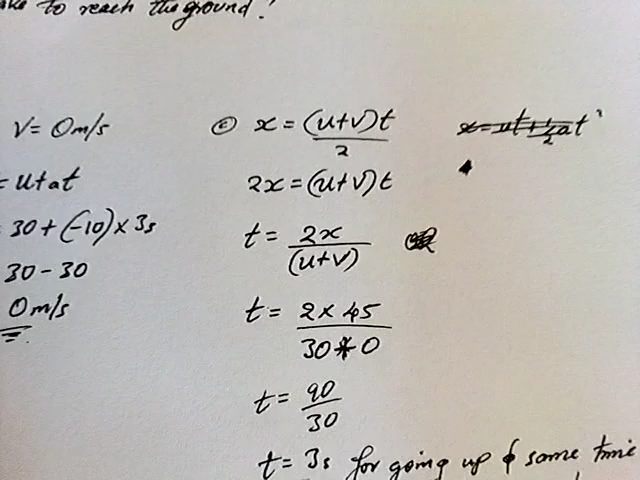 ake to reach the ground?
V = 0m/s
= u+at
30+(-10)×3s
30-30
0m/s
© x = (u+v)t/2
2x = (u+v)t
t = 2x/(u+v)
t = 2×45/30+0
t = 90/30
t = 3s for going up & same time
x = ut+½at²